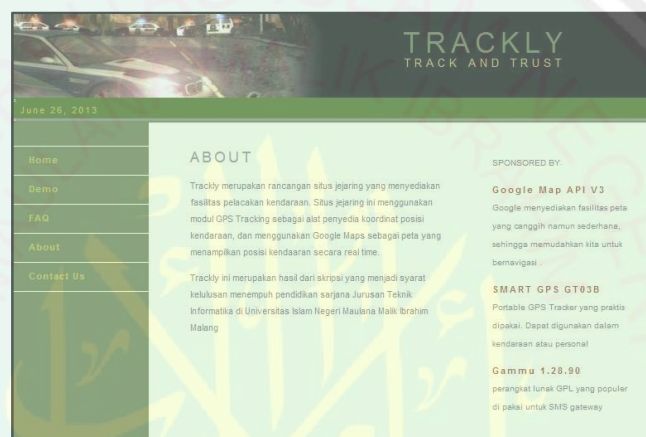 TRACKLY
TRACK AND TRUST
June 26, 2013
Home
Demo
FAQ
About
Contact Us
ABOUT
Trackly merupakan rancangan situs jejaring yang menyediakan
fasilitas pelacakan kendaraan. Situs jejaring ini menggunakan
modul GPS Tracking sebagai alat penyedia koordinat posisi
kendaraan, dan menggunakan Google Maps sebagai peta yang
menampilkan posisi kendaaran secara real time.
Trackly ini merupakan hasil dari skripsi yang menjadi syarat
kelulusan menempuh pendidikan sarjana Jurusan Teknik
Informatika di Universitas Islam Negeri Maulana Malik Ibrahim
Malang
SPONSORED BY:
Google Map API V3
Google menyediakan fasilitas peta
yang canggih namun sederhana,
sehingga memudahkan kita untuk
bernavigasi .
SMART GPS GT03B
Portable GPS Tracker yang praktis
dipakai. Dapat digunakan dalam
kendaraan atau personal
Gammu 1.28.90
perangkat lunak GPL yang populer
di pakai untuk SMS gateway